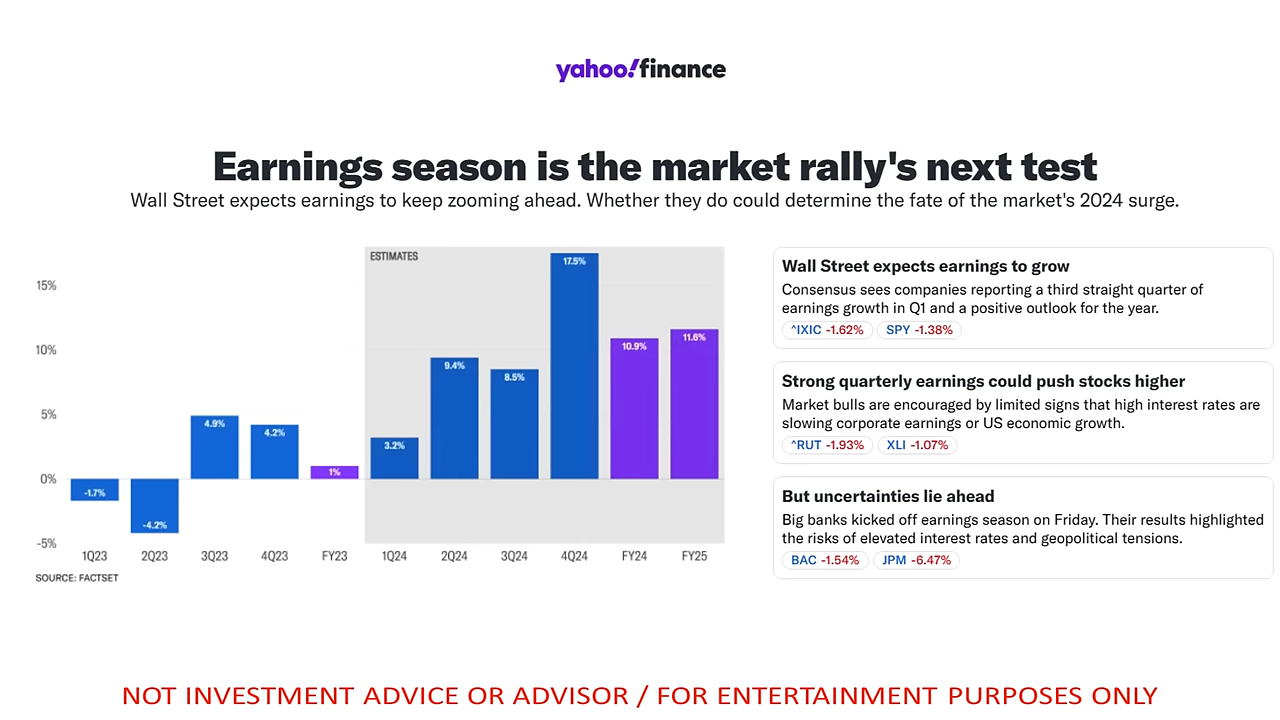 yahoo!finance
Earnings season is the market rally's next test
Wall Street expects earnings to keep zooming ahead. Whether they do could determine the fate of the market's 2024 surge.
ESTIMATES
15%
10%
5%
0%
-5%
-1.7%
-4.2%
4.9%
4.2%
1%
3.2%
9.4%
8.5%
17.5%
10.9%
11.6%
1Q23 2Q23 3Q23 4Q23 FY23 1Q24 2Q24 3Q24 4Q24 FY24 FY25
SOURCE: FACTSET
Wall Street expects earnings to grow
Consensus sees companies reporting a third straight quarter of
earnings growth in Q1 and a positive outlook for the year.
^IXIC -1.62% SPY -1.38%
Strong quarterly earnings could push stocks higher
Market bulls are encouraged by limited signs that high interest rates are
slowing corporate earnings or US economic growth.
^RUT -1.93% XLI -1.07%
But uncertainties lie ahead
Big banks kicked off earnings season on Friday. Their results highlighted
the risks of elevated interest rates and geopolitical tensions.
BAC -1.54% JPM -6.47%
NOT INVESTMENT ADVICE OR ADVISOR / FOR ENTERTAINMENT PURPOSES ONLY